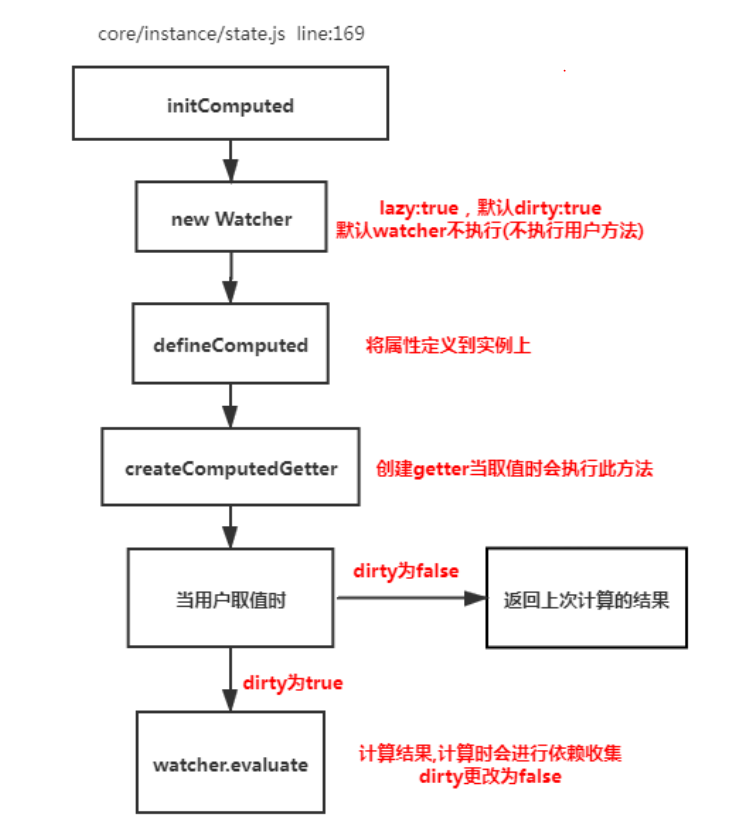 core/instance/state.js line:169
initComputed
new Watcher
lazy:true，默认dirty:true
默认watcher不执行(不执行用户方法)
defineComputed
将属性定义到实例上
createComputedGetter
创建getter当取值时会执行此方法
当用户取值时
dirty为false
返回上次计算的结果
dirty为true
watcher.evaluate
计算结果,计算时会进行依赖收集
dirty更改为false